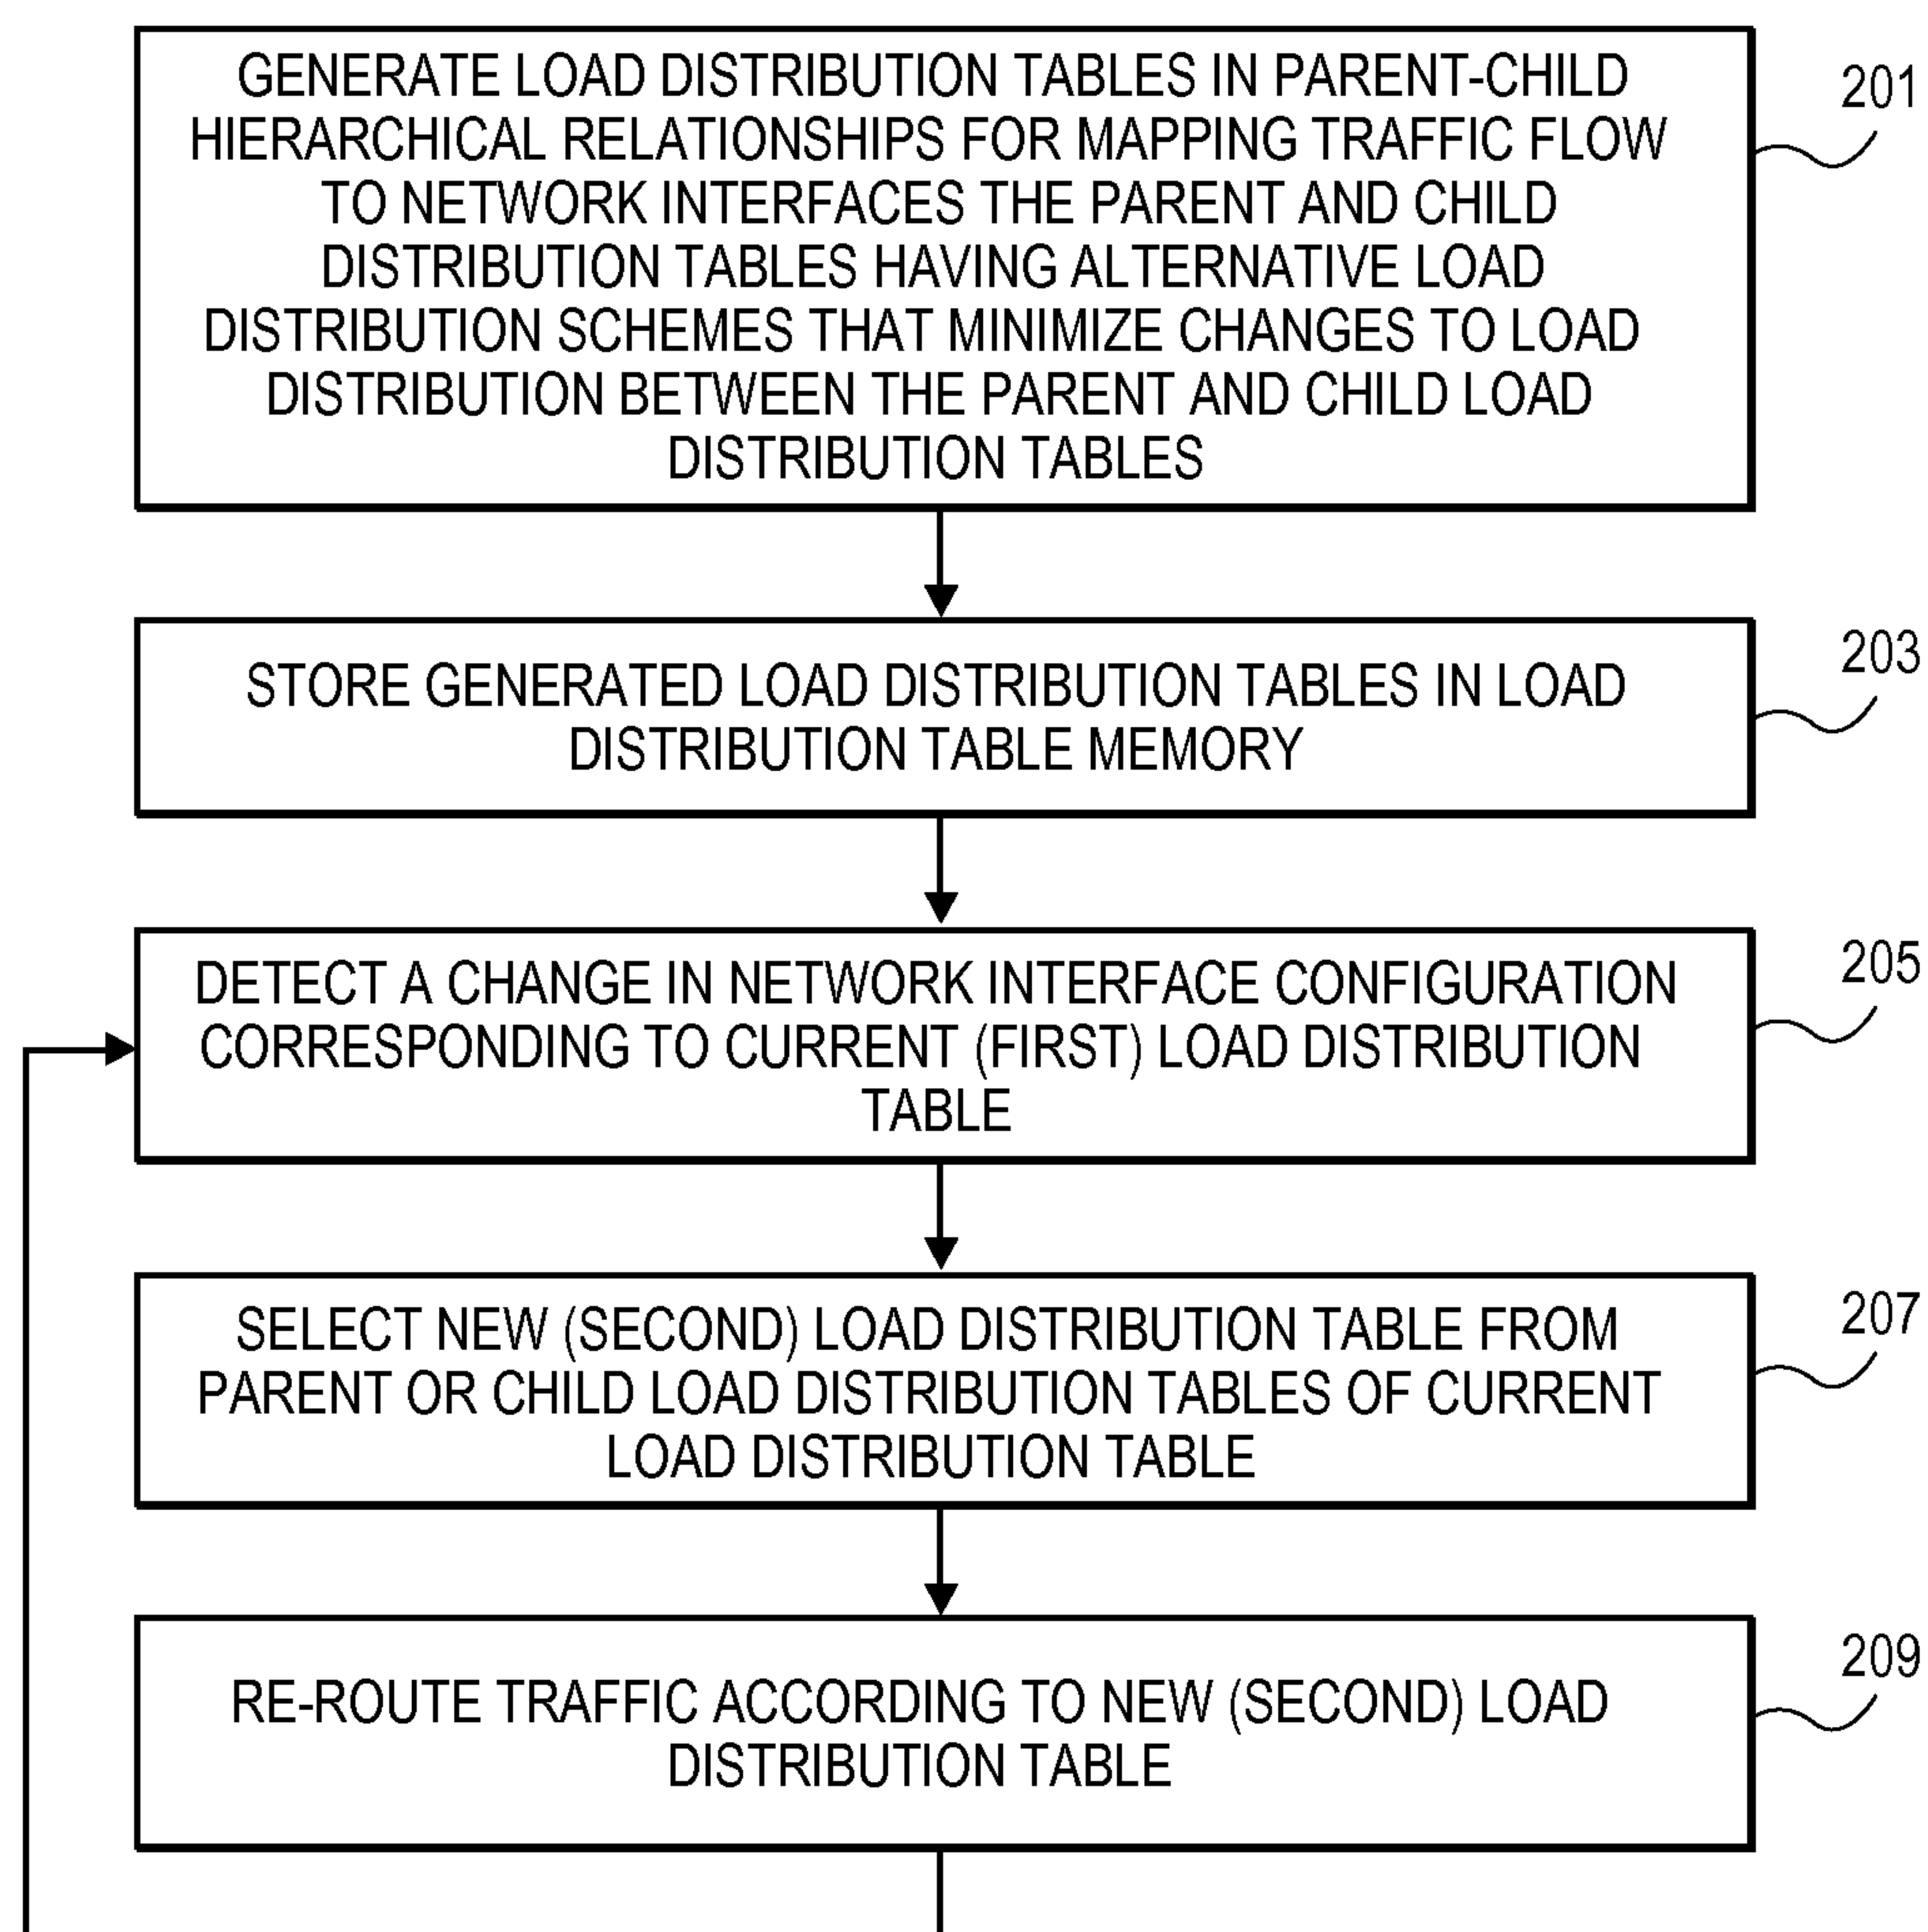 GENERATE LOAD DISTRIBUTION TABLES IN PARENT-CHILD
HIERARCHICAL RELATIONSHIPS FOR MAPPING TRAFFIC FLOW
TO NETWORK INTERFACES THE PARENT AND CHILD
DISTRIBUTION TABLES HAVING ALTERNATIVE LOAD
DISTRIBUTION SCHEMES THAT MINIMIZE CHANGES TO LOAD
DISTRIBUTION BETWEEN THE PARENT AND CHILD LOAD
DISTRIBUTION TABLES
201
STORE GENERATED LOAD DISTRIBUTION TABLES IN LOAD
DISTRIBUTION TABLE MEMORY
203
DETECT A CHANGE IN NETWORK INTERFACE CONFIGURATION
CORRESPONDING TO CURRENT (FIRST) LOAD DISTRIBUTION
TABLE
205
SELECT NEW (SECOND) LOAD DISTRIBUTION TABLE FROM
PARENT OR CHILD LOAD DISTRIBUTION TABLES OF CURRENT
LOAD DISTRIBUTION TABLE
207
RE-ROUTE TRAFFIC ACCORDING TO NEW (SECOND) LOAD
DISTRIBUTION TABLE
209